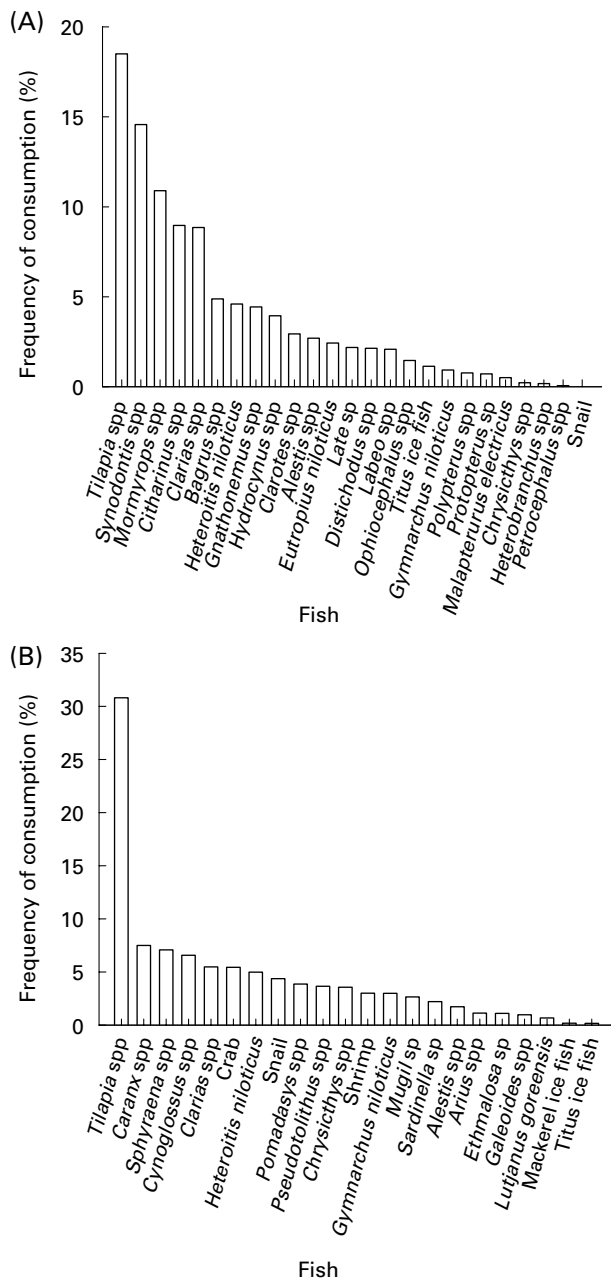 (A)
20
15
10
5
0
Frequency of consumption (%)
Tilapia spp
Synodontis spp
Mormyrops spp
Citharinus spp
Clarias spp
Bagrus spp
Heteroitis niloticus
Gnathonemus spp
Hydrocynus spp
Clarotes spp
Alestis spp
Eutropius niloticus
Late sp
Distichodus spp
Labeo spp
Ophiocephalus spp
Titus ice fish
Gymnarchus niloticus
Polypterus spp
Protopterus sp
Malapterurus electricus
Chrysicthys spp
Heterobranchus spp
Petrocephalus spp
Snail
Fish
(B)
35
30
25
20
15
10
5
0
Frequency of consumption (%)
Tilapia spp
Caranx spp
Sphyraena spp
Cynoglossus spp
Clarias spp
Crab
Heteroitis niloticus
Snail
Pomadasys spp
Pseudotolithus spp
Chrysicthys spp
Shrimp
Gymnarchus niloticus
Mugil sp
Sardinella sp
Alestis spp
Arius spp
Ethmalosa sp
Galeoides spp
Lutjanus goreensis
Mackerel ice fish
Titus ice fish
Fish